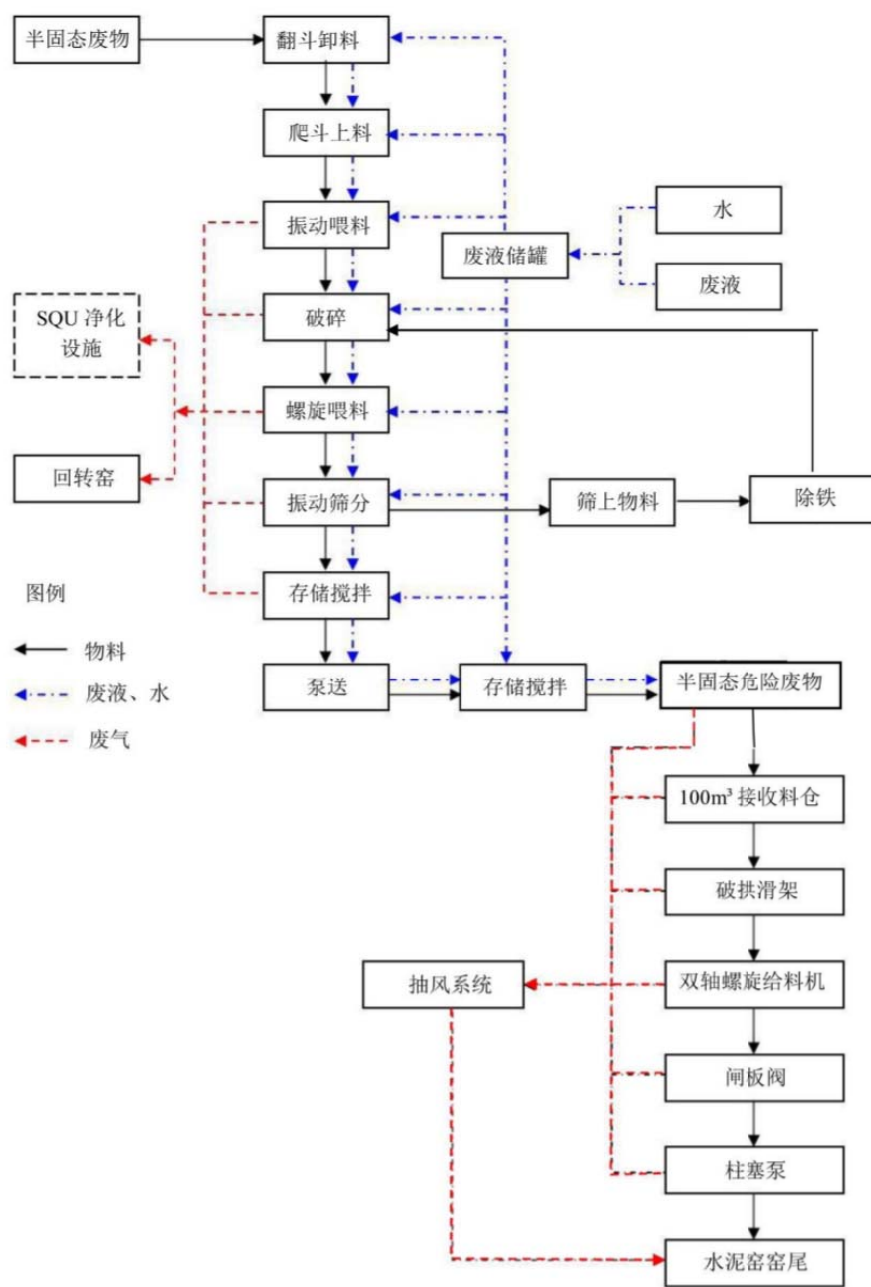 半固态废物
翻斗卸料
爬斗上料
振动喂料
水
废液储罐
废液
破碎
SQU 净化
设施
螺旋喂料
回转窑
振动筛分
筛上物料
除铁
存储搅拌
图例
物料
泵送
存储搅拌
半固态危险废物
废液、水
废气
100m³ 接收料仓
破拱滑架
抽风系统
双轴螺旋给料机
闸板阀
柱塞泵
水泥窑窑尾